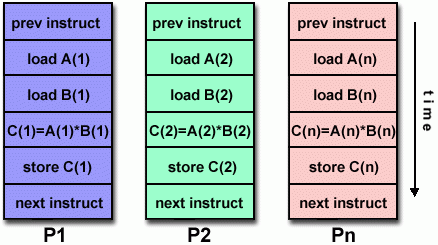 prev instruct
load A(1)
load B(1)
C(1)=A(1)*B(1)
store C(1)
next instruct
P1
prev instruct
load A(2)
load B(2)
C(2)=A(2)*B(2)
store C(2)
next instruct
P2
prev instruct
load A(n)
load B(n)
C(n)=A(n)*B(n)
store C(n)
next instruct
Pn
time